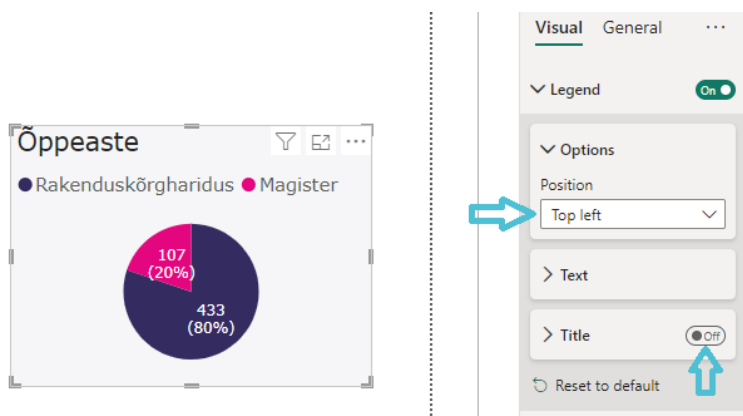 Õppeaste
Rakenduskõrgharidus Magister
107
(20%)
433
(80%)
Visual General
Legend On
Options
Position
Top left
Text
Title Off
Reset to default